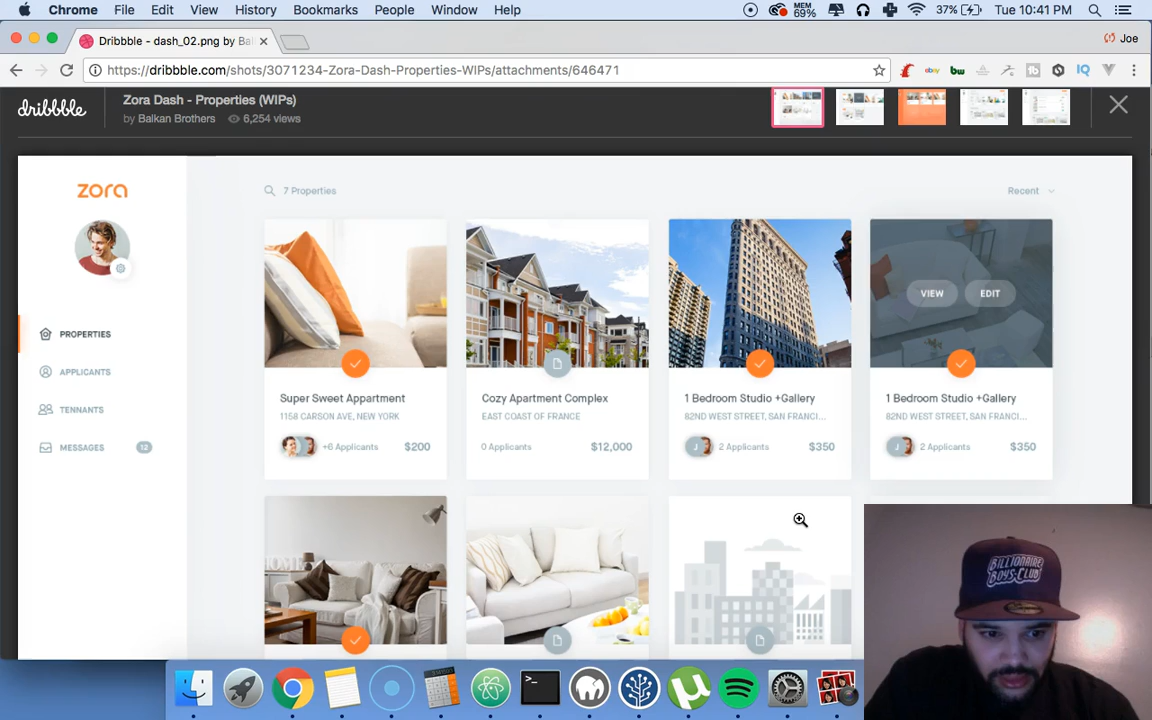 Chrome File Edit View History Bookmarks People Window Help MEM 69% 37% Tue 10:41 PM
Dribbble - dash_02.png by Bal Joe
https://dribbble.com/shots/3071234-Zora-Dash-Properties-WIPs/attachments/646471 ebay bw IQ
dribbble Zora Dash - Properties (WIPs)
by Balkan Brothers 6,254 views
zora
7 Properties Recent
VIEW EDIT
PROPERTIES
APPLICANTS
TENNANTS
MESSAGES 12
Super Sweet Appartment
1158 CARSON AVE, NEW YORK
+6 Applicants $200
Cozy Apartment Complex
EAST COAST OF FRANCE
0 Applicants $12,000
1 Bedroom Studio +Gallery
82ND WEST STREET, SAN FRANCI...
J 2 Applicants $350
1 Bedroom Studio +Gallery
82ND WEST STREET, SAN FRANCI...
J 2 Applicants $350
BILLIONAIRE
BOYS CLUB
>_